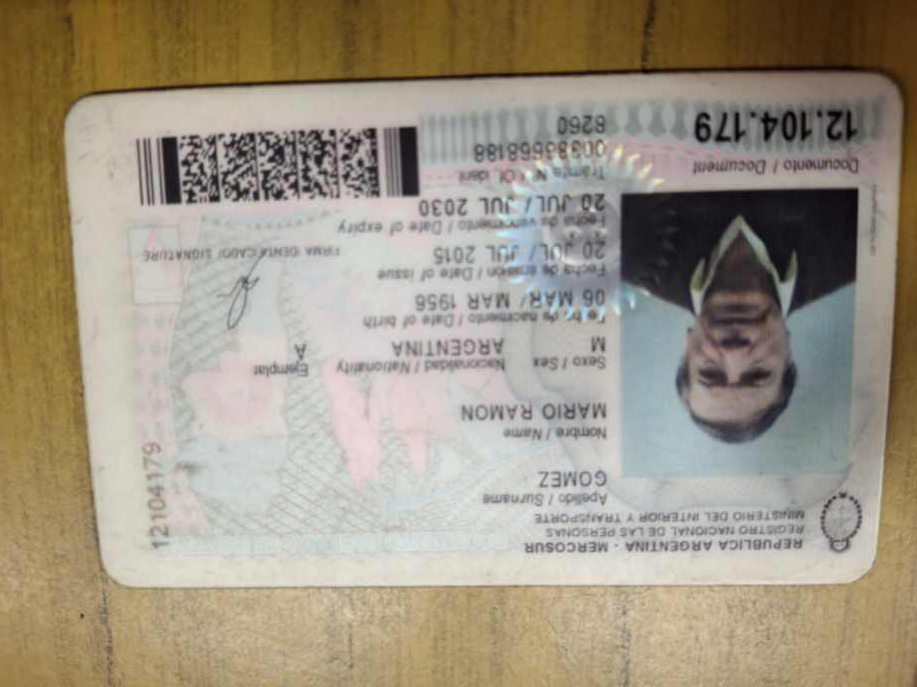 REPUBLICA ARGENTINA - MERCOSUR
REGISTRO NACIONAL DE LAS PERSONAS
MINISTERIO DEL INTERIOR Y TRANSPORTE
Apellido / Surname
GOMEZ
Nombre / Name
MARIO RAMON
Sexo / Sex Nacionalidad / Nationality Ejemplar
M ARGENTINA A
Fecha de nacimiento / Date of birth
06 MAR/ MAR 1956
Fecha de emisión / Date of issue
20 JUL/ JUL 2015
FIRMA IDENTIFICADO/ SIGNATURE
Fecha de vencimiento / Date of expiry
20 JUL/ JUL 2030
Documento / Document Trámite Nº / Of. ident
12.104.179
6260
12104179